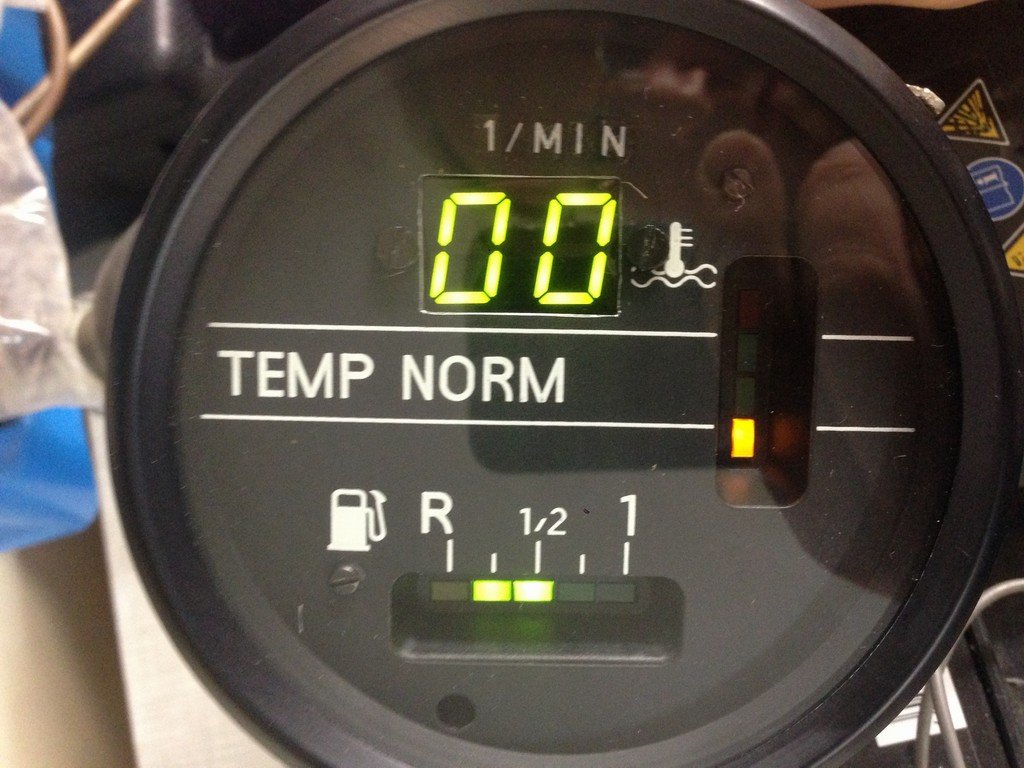 1/MIN
00
TEMP NORM
R 1/2 1